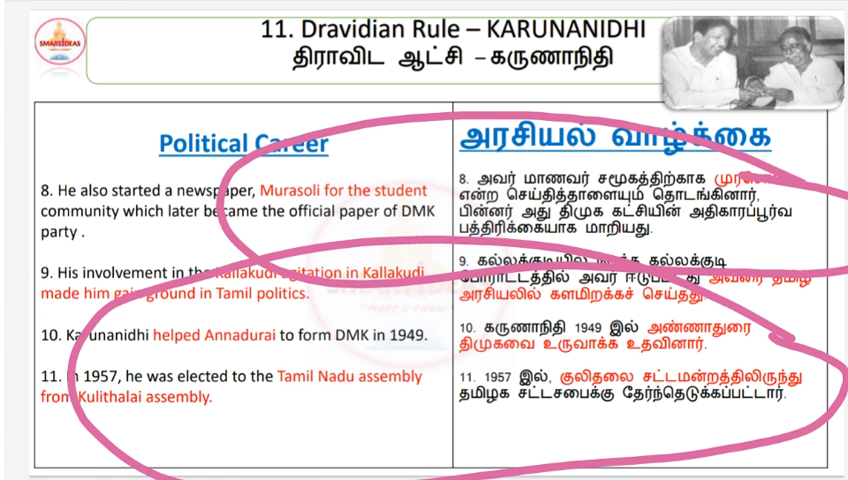 SMART IDEAS
11. Dravidian Rule – KARUNANIDHI
திராவிட ஆட்சி – கருணாநிதி
Political Career
8. He also started a newspaper, Murasoli for the student
community which later became the official paper of DMK
party .
9. His involvement in the Kallakudi agitation in Kallakudi
made him gain ground in Tamil politics.
10. Karunanidhi helped Annadurai to form DMK in 1949.
11. In 1957, he was elected to the Tamil Nadu assembly
from Kulithalai assembly.
அரசியல் வாழ்க்கை
8. அவர் மாணவர் சமூகத்திற்காக
என்ற செய்தித்தாளையும் தொடங்கினார்,
பின்னர் அது திமுக கட்சியின் அதிகாரப்பூர்வ
பத்திரிக்கையாக மாறியது.
9. கல்லக்குடியில் கல்லக்குடி
போராட்டத்தில் அவர் அவரை தமிழ்
அரசியலில் களமிறக்கச் செய்தது
10. கருணாநிதி 1949 இல் அண்ணாதுரை
திமுகவை உருவாக்க உதவினார்.
11. 1957 இல், குலிதலை சட்டமன்றத்திலிருந்து
தமிழக சட்டசபைக்கு தேர்ந்தெடுக்கப்பட்டார்.